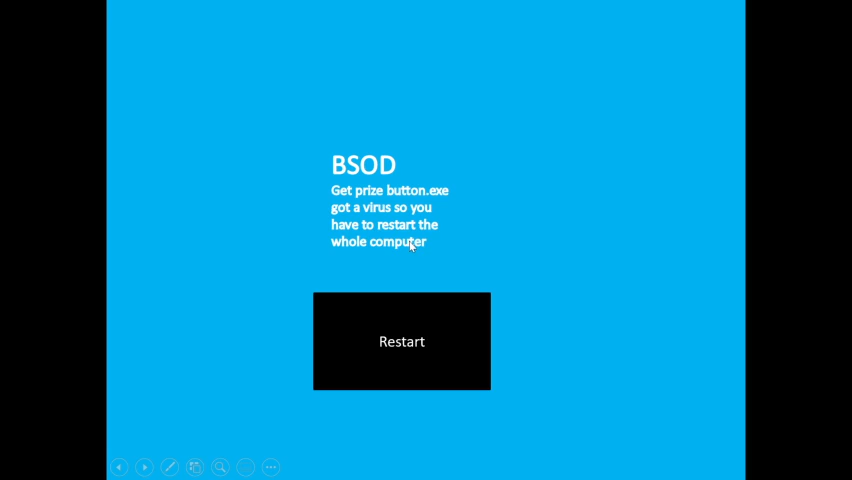 BSOD
Get prize button.exe
got a virus so you
have to restart the
whole computer
Restart